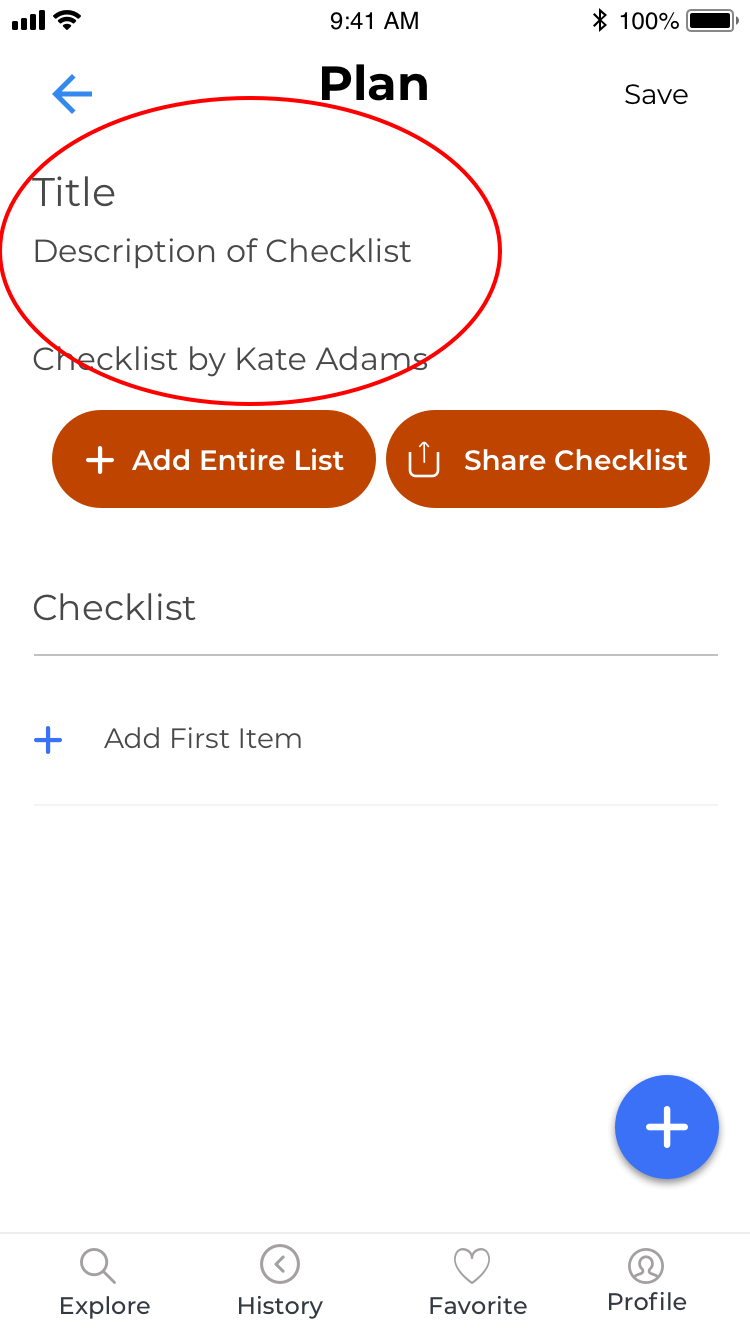 9:41 AM 100%
Plan Save
Title
Description of Checklist
Checklist by Kate Adams
Add Entire List Share Checklist
Checklist
Add First Item
Explore History Favorite Profile